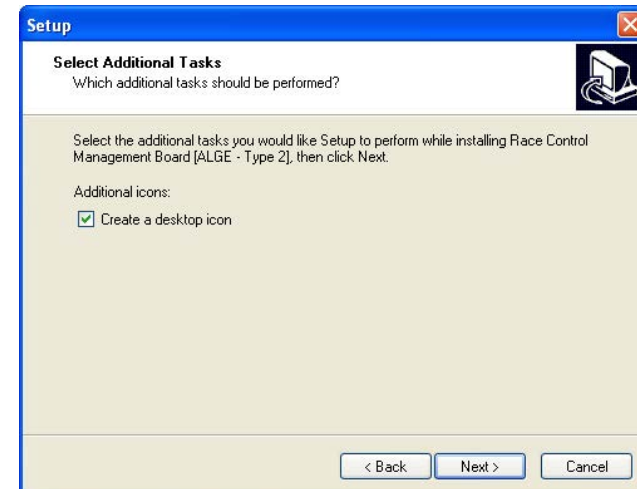 Setup
Select Additional Tasks
Which additional tasks should be performed?
Select the additional tasks you would like Setup to perform while installing Race Control
Management Board [ALGE - Type 2], then click Next.
Additional icons:
Create a desktop icon
< Back
Next >
Cancel